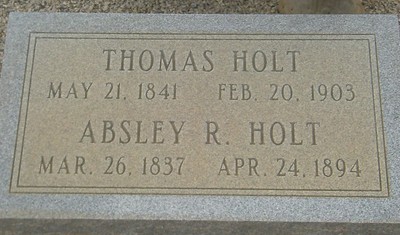 THOMAS HOLT
MAY 21, 1841 FEB. 20, 1903
ABSLEY R. HOLT
MAR. 26, 1837 APR. 24, 1894